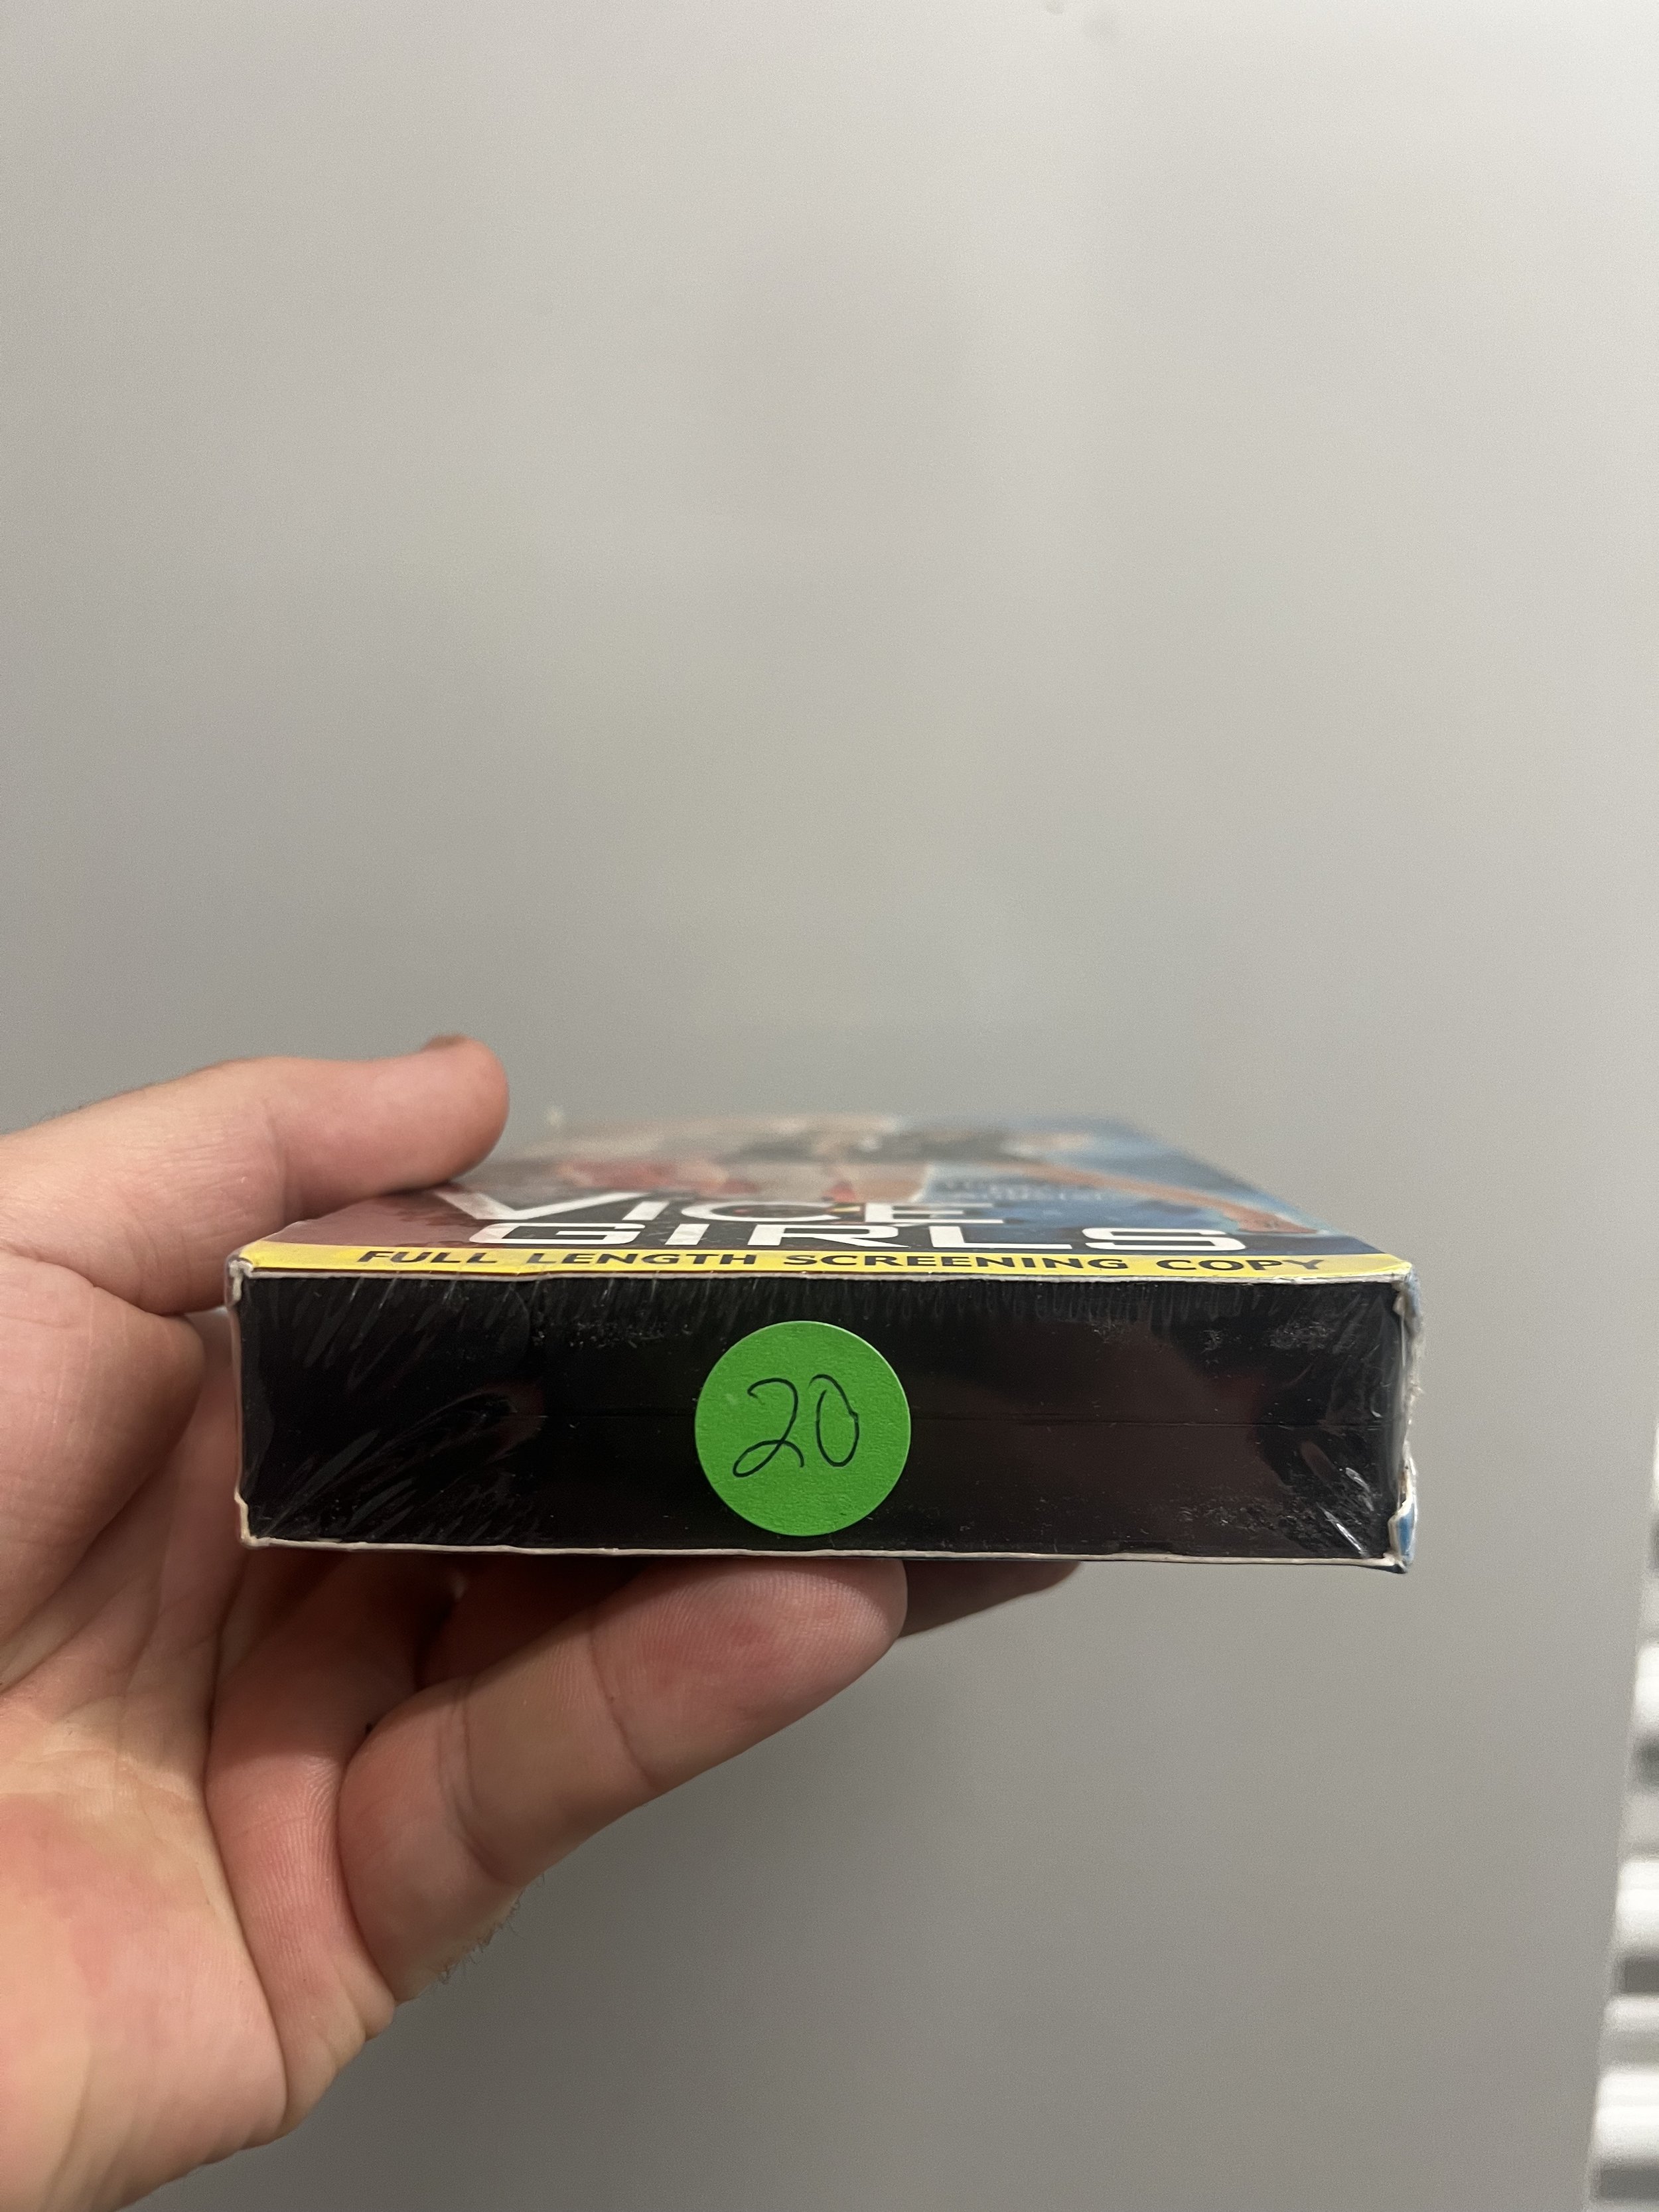 VICE
GIRLS
FULL LENGTH SCREENING COPY
20